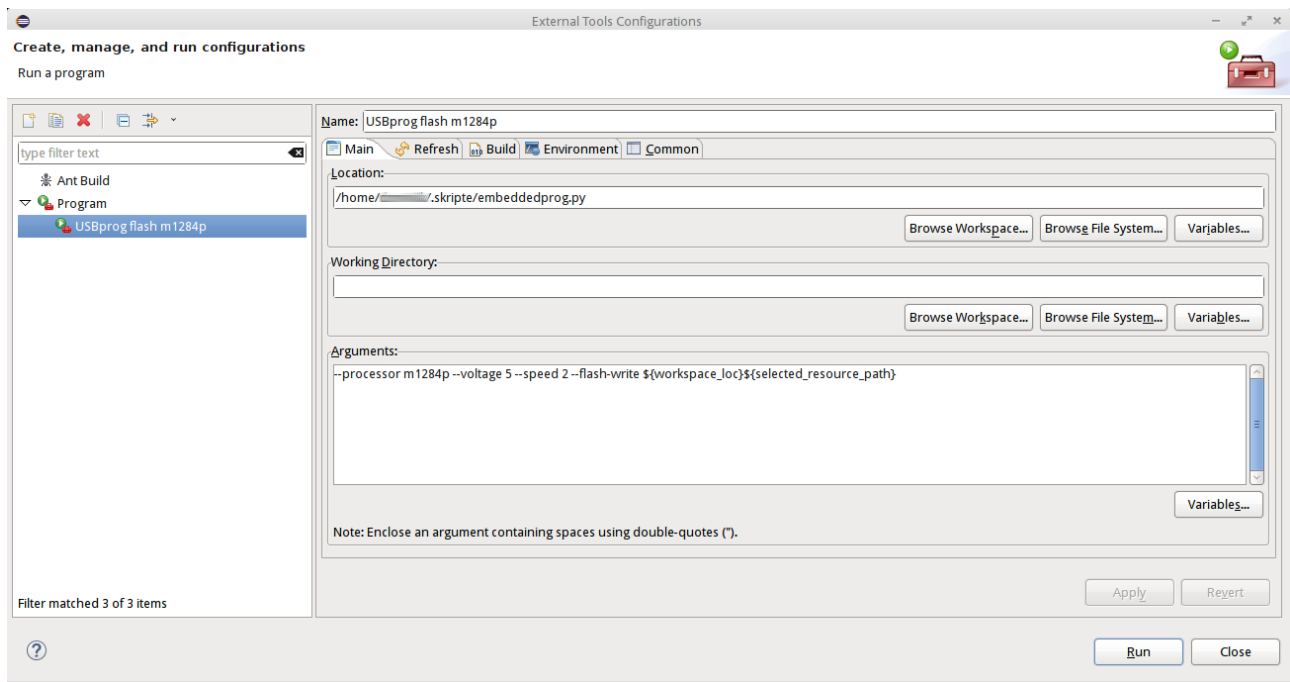 External Tools Configurations
Create, manage, and run configurations
Run a program
type filter text
Ant Build
Program
USBprog flash m1284p
Filter matched 3 of 3 items
Name: USBprog flash m1284p
Main Refresh Build Environment Common
Location:
/home/ /.skripte/embeddedprog.py
Browse Workspace... Browse File System... Variables...
Working Directory:
Browse Workspace... Browse File System... Variables...
Arguments:
--processor m1284p --voltage 5 --speed 2 --flash-write ${workspace_loc}${selected_resource_path}
Variables...
Note: Enclose an argument containing spaces using double-quotes (").
Apply Revert
Run Close